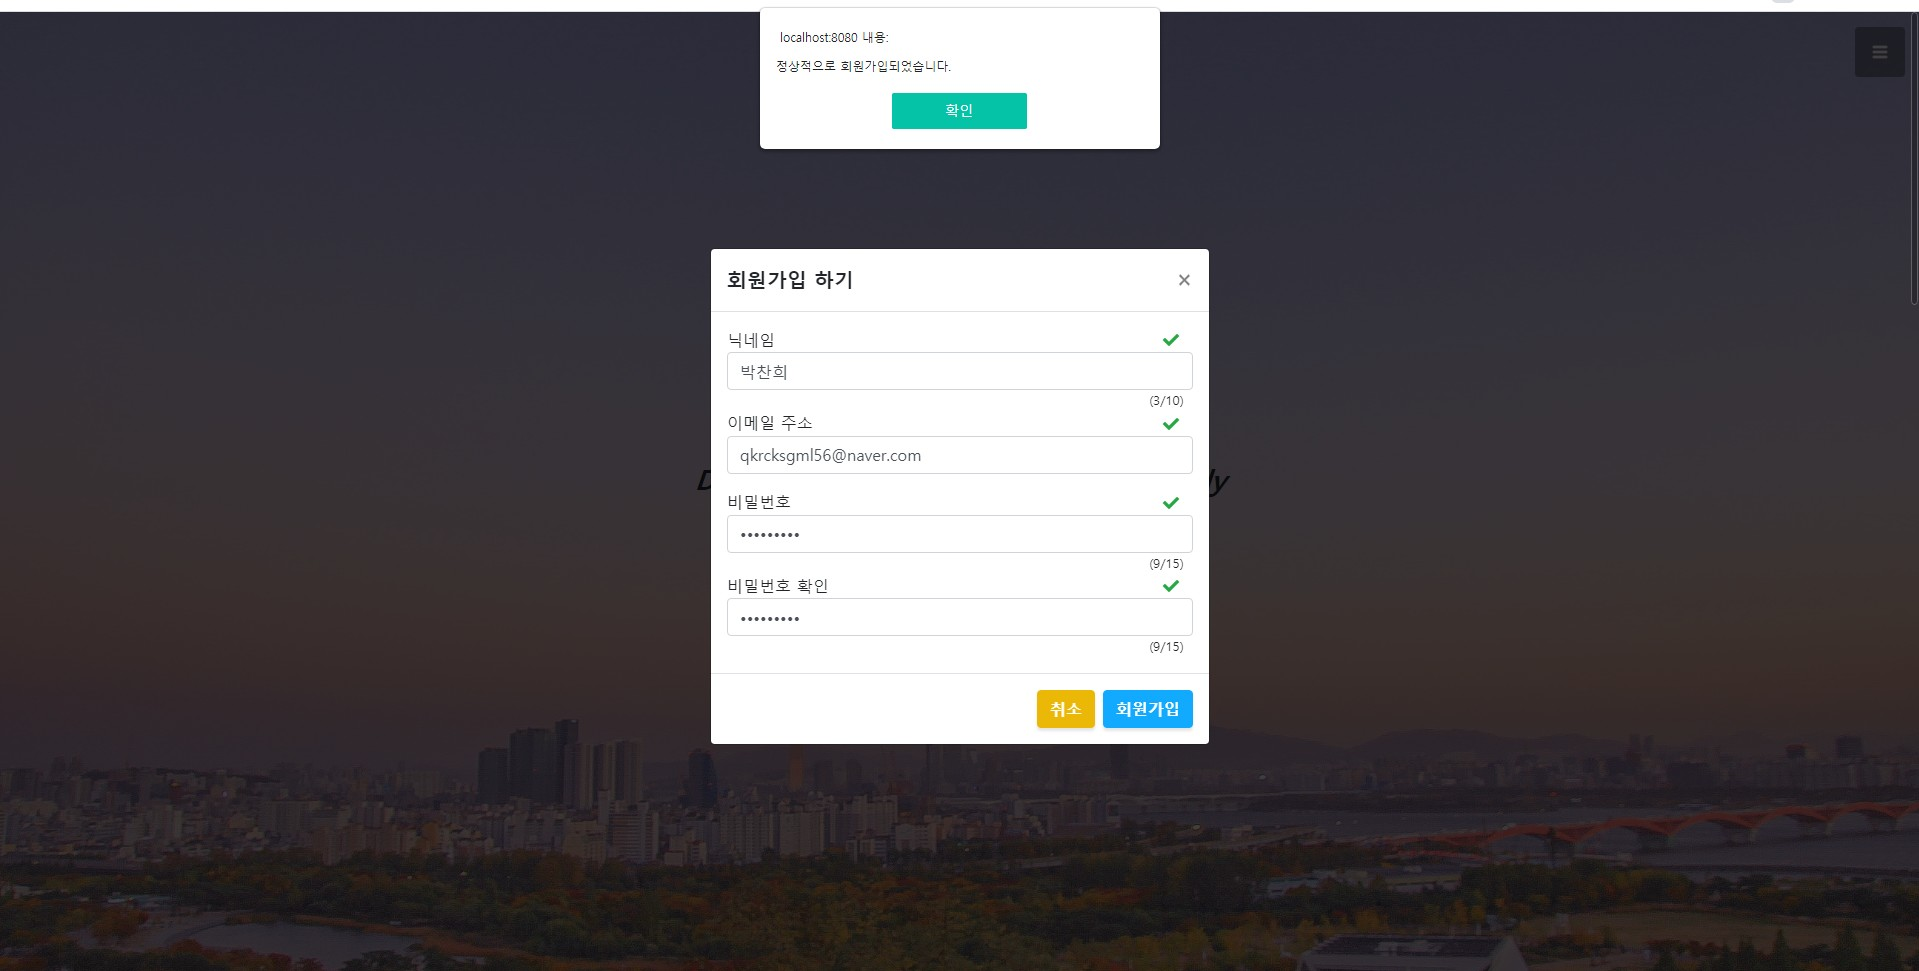 localhost:8080 내용:
정상적으로 회원가입되었습니다.
확인
회원가입 하기
×
닉네임
박찬희
(3/10)
이메일 주소
qkrcksgml56@naver.com
비밀번호
•••••••••
(9/15)
비밀번호 확인
•••••••••
(9/15)
취소 회원가입